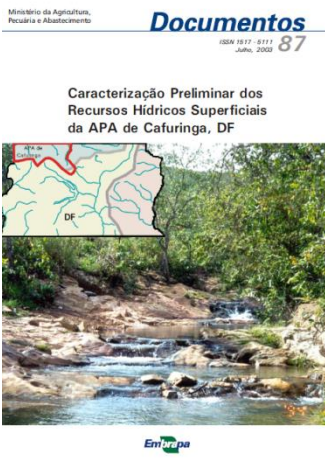 Ministério da Agricultura,
Pecuária e Abastecimento
Documentos
ISSN 1517 - 5111
Julho, 2003
87
Caracterização Preliminar dos
Recursos Hídricos Superficiais
da APA de Cafuringa, DF
APA de
Cafuringa
DF
Embrapa